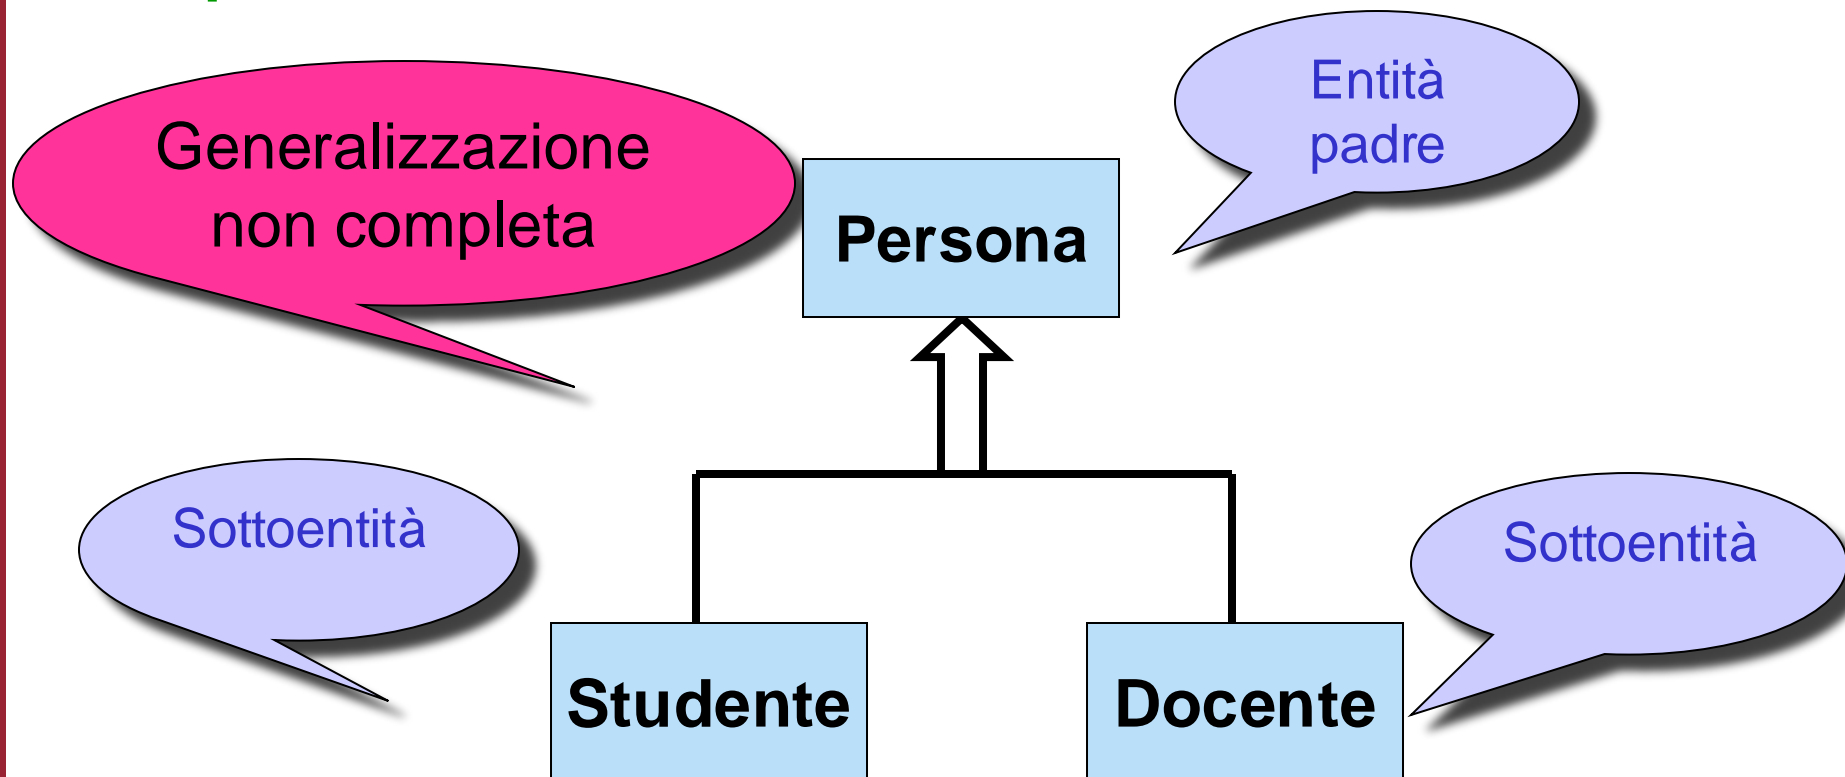 Entità
padre
Generalizzazione
non completa
Persona
Sottoentità
Sottoentità
Studente
Docente